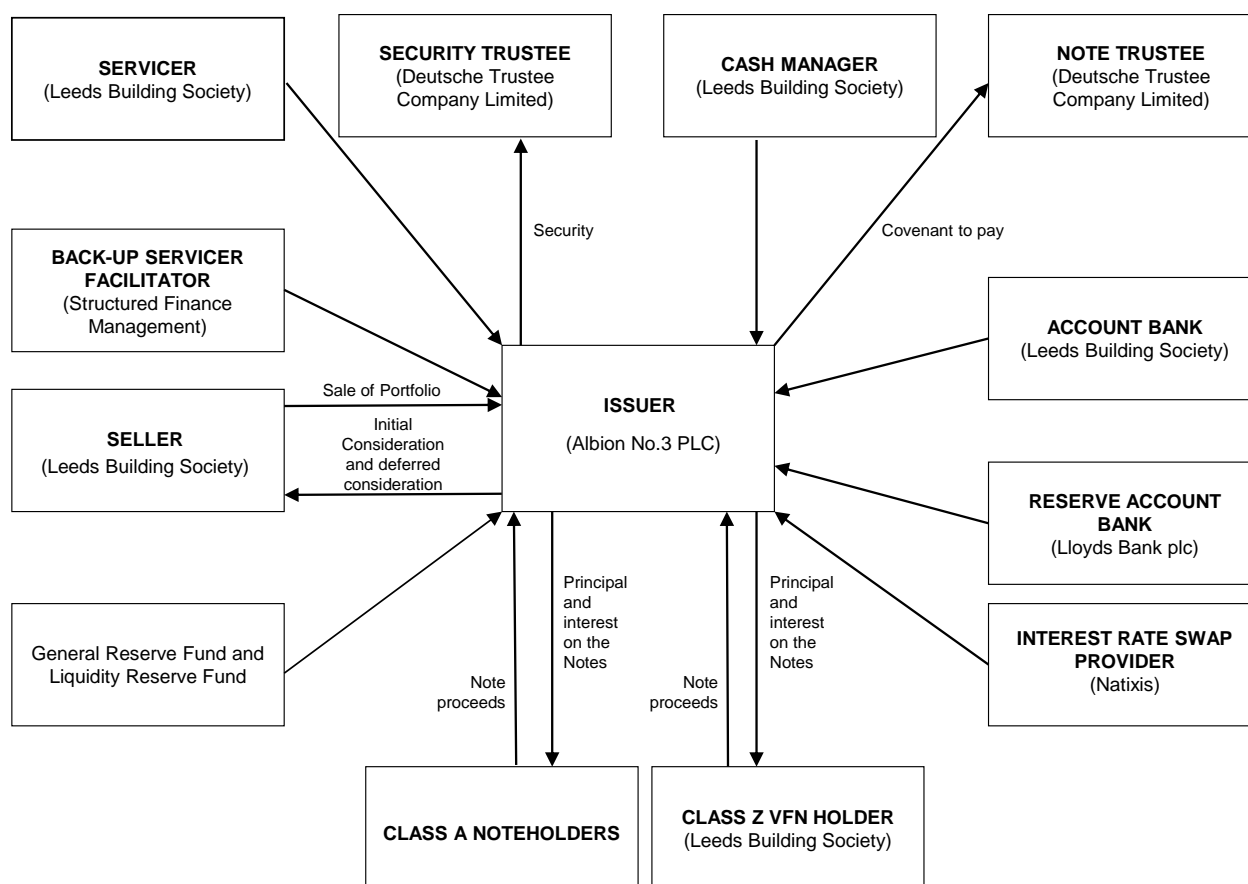 SERVICER
(Leeds Building Society)
SECURITY TRUSTEE
(Deutsche Trustee
Company Limited)
CASH MANAGER
(Leeds Building Society)
NOTE TRUSTEE
(Deutsche Trustee
Company Limited)
Security
Covenant to pay
BACK-UP SERVICER
FACILITATOR
(Structured Finance
Management)
ACCOUNT BANK
(Leeds Building Society)
Sale of Portfolio
ISSUER
(Albion No.3 PLC)
SELLER
(Leeds Building Society)
Initial
Consideration
and deferred
consideration
RESERVE ACCOUNT
BANK
(Lloyds Bank plc)
General Reserve Fund and
Liquidity Reserve Fund
Note
proceeds
Principal
and
interest
on the
Notes
Note
proceeds
Principal
and
interest
on the
Notes
INTEREST RATE SWAP
PROVIDER
(Natixis)
CLASS A NOTEHOLDERS
CLASS Z VFN HOLDER
(Leeds Building Society)